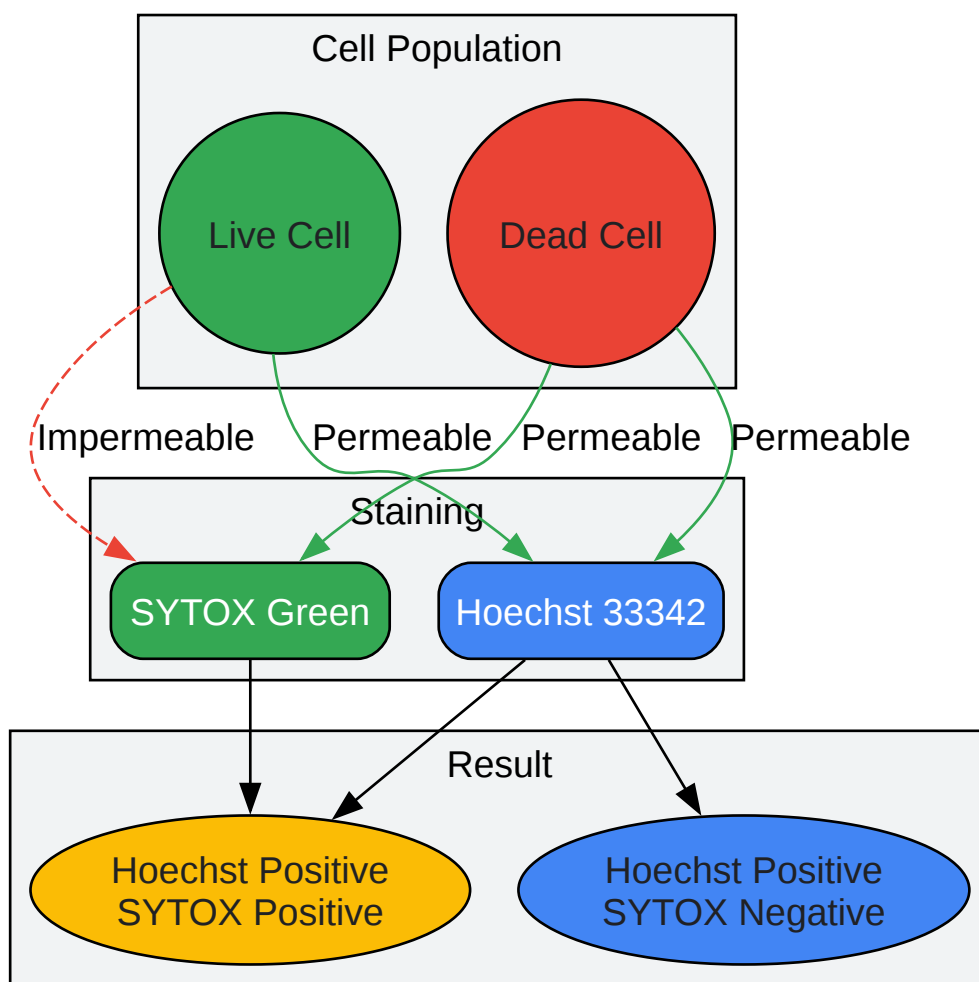 Cell Population
Live Cell
Dead Cell
Impermeable
Permeable
Permeable
Permeable
Staining
SYTOX Green
Hoechst 33342
Result
Hoechst Positive
SYTOX Positive
Hoechst Positive
SYTOX Negative